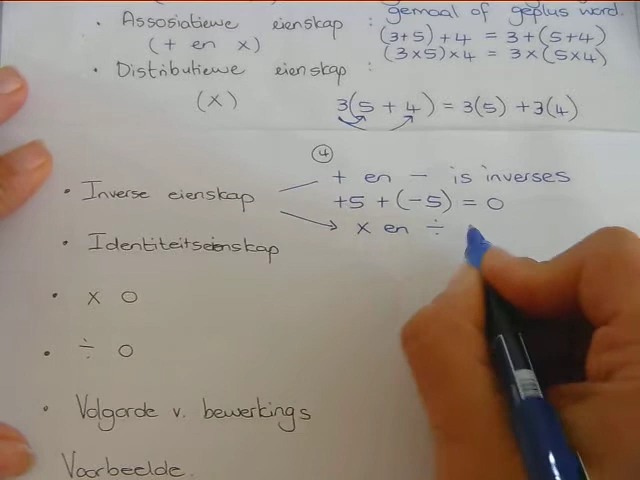 gemaal of geplus word.
• Assosiatiewe eienskap : (3+5)+4 = 3+(5+4)
(+ en x) (3x5)x4 = 3x(5x4)
• Distributiewe eienskap :
(x) 3(5 + 4) = 3(5) + 3(4)
④
+ en - is inverses
• Inverse eienskap +5 + (-5) = 0
x en ÷
• Identiteitseienskap
• x 0
• ÷ 0
• Volgorde v. bewerkings
Voorbeelde.